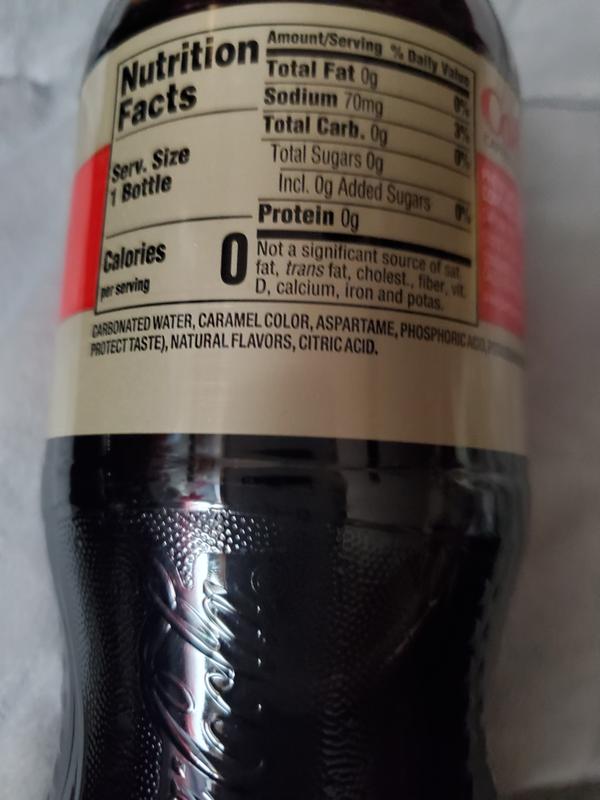 Nutrition
Facts
Serv. Size
1 Bottle
Calories
per serving
0
Amount/Serving % Daily Value
Total Fat 0g 0%
Sodium 70mg 3%
Total Carb. 0g 0%
Total Sugars 0g
Incl. 0g Added Sugars 0%
Protein 0g
Not a significant source of sat.
fat, trans fat, cholest., fiber, vit.
D, calcium, iron and potas.
CARBONATED WATER, CARAMEL COLOR, ASPARTAME, PHOSPHORIC ACID,
PROTECT TASTE), NATURAL FLAVORS, CITRIC ACID.